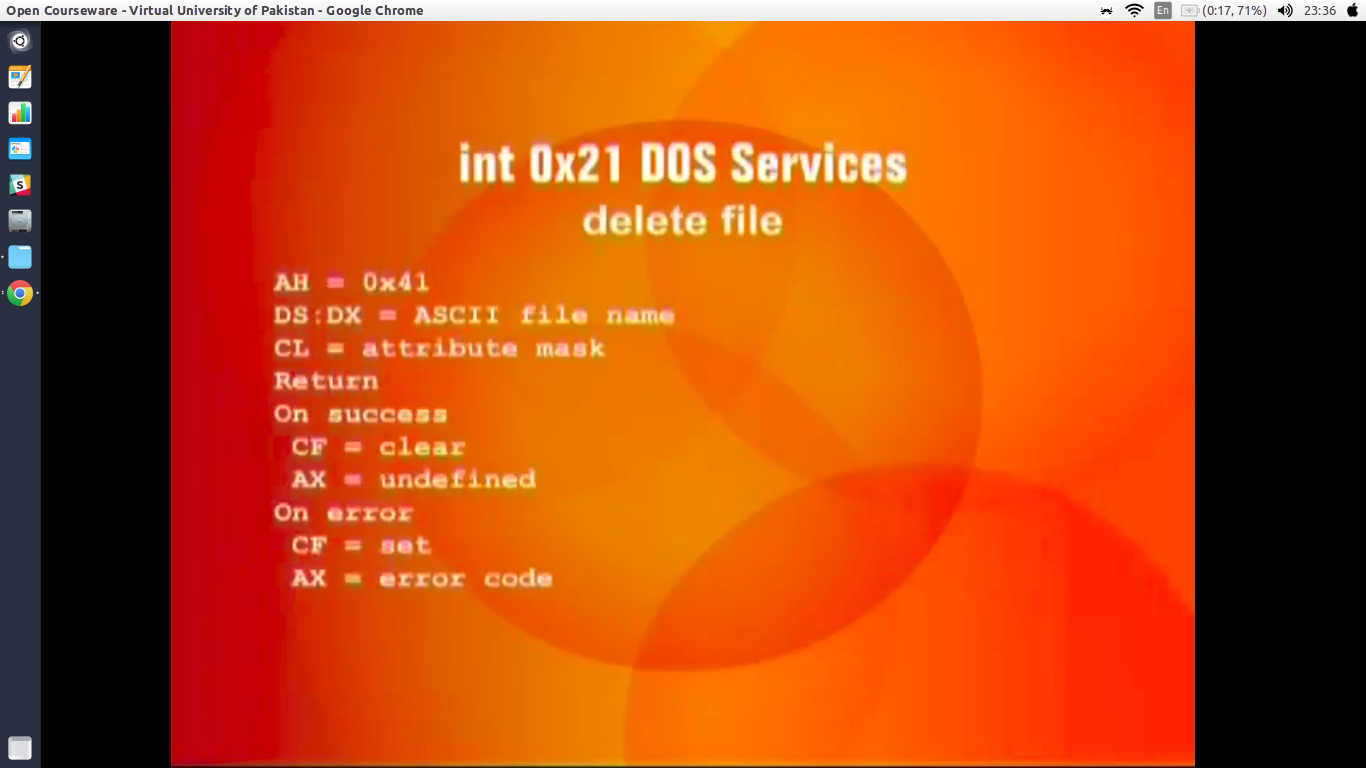 Open Courseware - Virtual University of Pakistan - Google Chrome
En (0:17, 71%) 23:36
int 0x21 DOS Services
delete file
AH = 0x41
DS:DX = ASCII file name
CL = attribute mask
Return
On success
CF = clear
AX = undefined
On error
CF = set
AX = error code